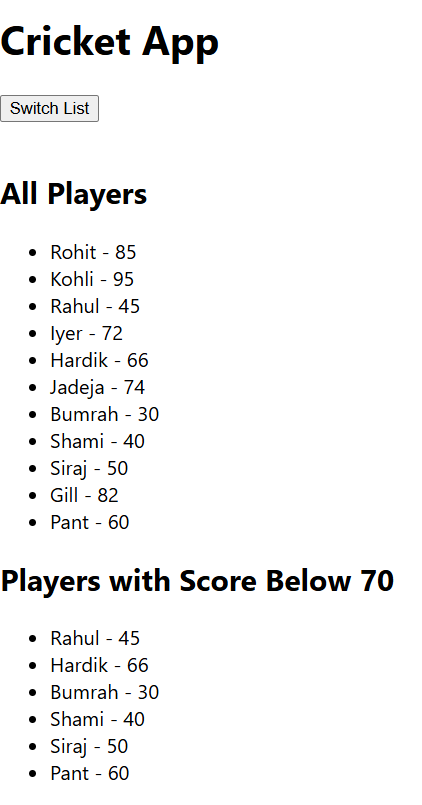 Cricket App
Switch List
All Players
Rohit - 85
Kohli - 95
Rahul - 45
Iyer - 72
Hardik - 66
Jadeja - 74
Bumrah - 30
Shami - 40
Siraj - 50
Gill - 82
Pant - 60
Players with Score Below 70
Rahul - 45
Hardik - 66
Bumrah - 30
Shami - 40
Siraj - 50
Pant - 60